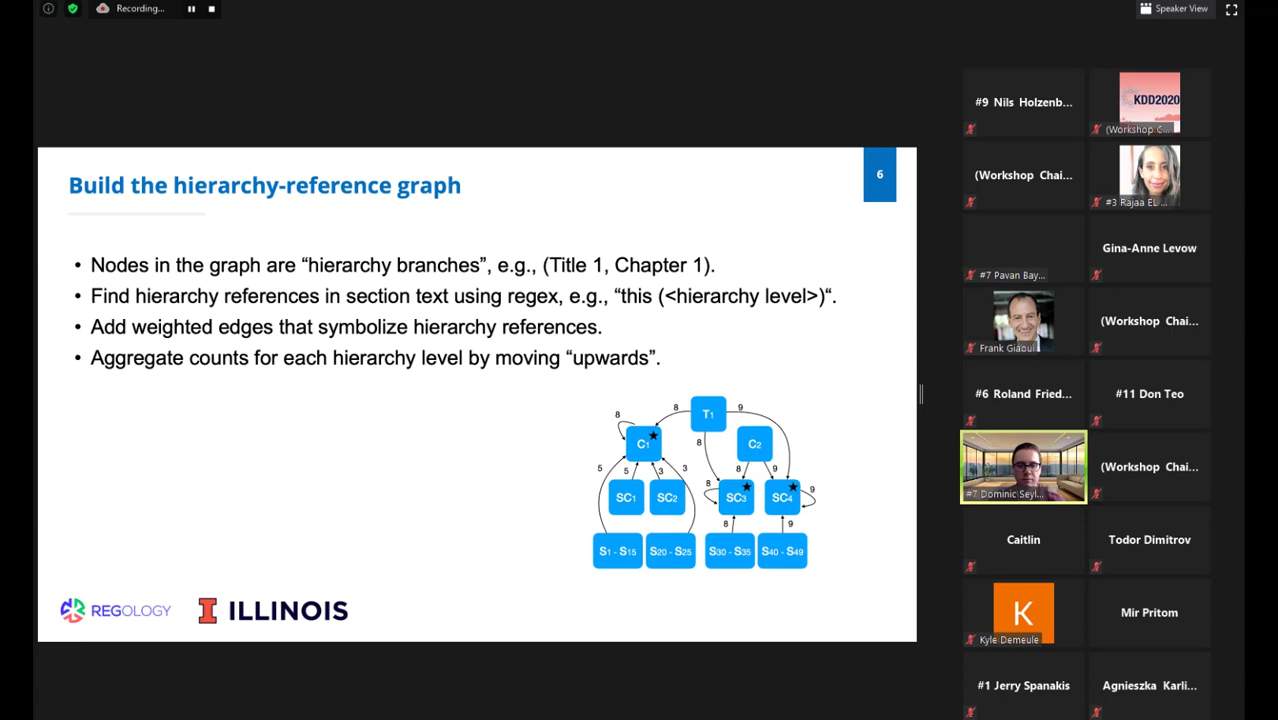 Recording...
Speaker View
Build the hierarchy-reference graph
6
• Nodes in the graph are “hierarchy branches”, e.g., (Title 1, Chapter 1).
• Find hierarchy references in section text using regex, e.g., “this (<hierarchy level>)“.
• Add weighted edges that symbolize hierarchy references.
• Aggregate counts for each hierarchy level by moving “upwards”.
8
8
T1
9
C1
8
C2
5
5
3
3
8
9
8
9
SC1
SC2
SC3
SC4
8
9
S1 - S15
S20 - S25
S30 - S35
S40 - S49
REGOLOGY
ILLINOIS
#9 Nils Holzenb...
KDD2020
(Workshop C...
(Workshop Chai...
#3 Rajaa EL ...
#7 Pavan Bay...
Gina-Anne Levow
Frank Giaoui
(Workshop Chai...
#6 Roland Fried...
#11 Don Teo
#7 Dominic Seyl...
(Workshop Chai...
Caitlin
Todor Dimitrov
K
Kyle Demeule
Mir Pritom
#1 Jerry Spanakis
Agnieszka Karli...